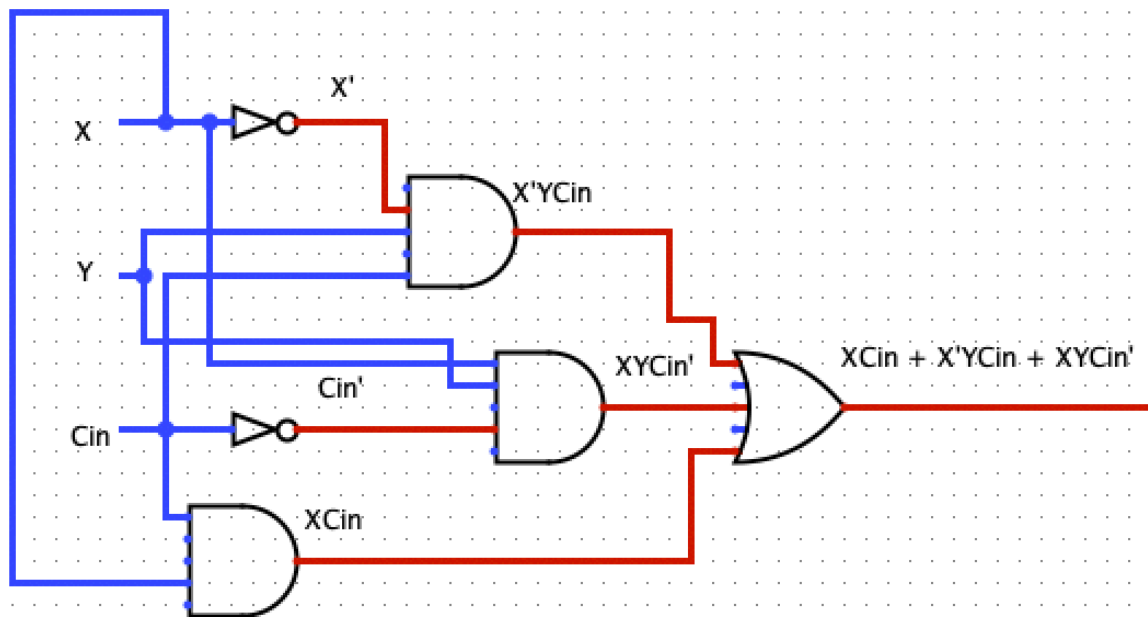 X'
X
X'YCin
Y
XCin + X'YCin + XYCin'
XYCin'
Cin'
Cin
XCin